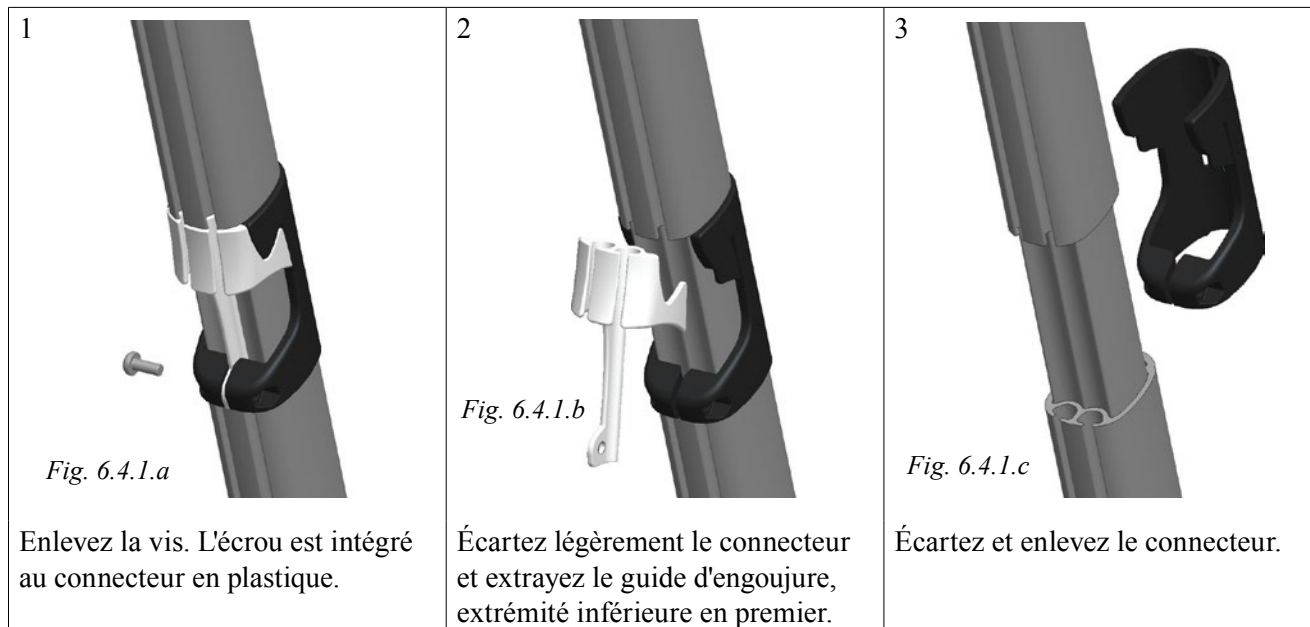 1
2
3
Fig. 6.4.1.a
Fig. 6.4.1.b
Fig. 6.4.1.c
Enlevez la vis. L'écrou est intégré
au connecteur en plastique.
Écartez légèrement le connecteur
et extrayez le guide d'engoujure,
extrémité inférieure en premier.
Écartez et enlevez le connecteur.